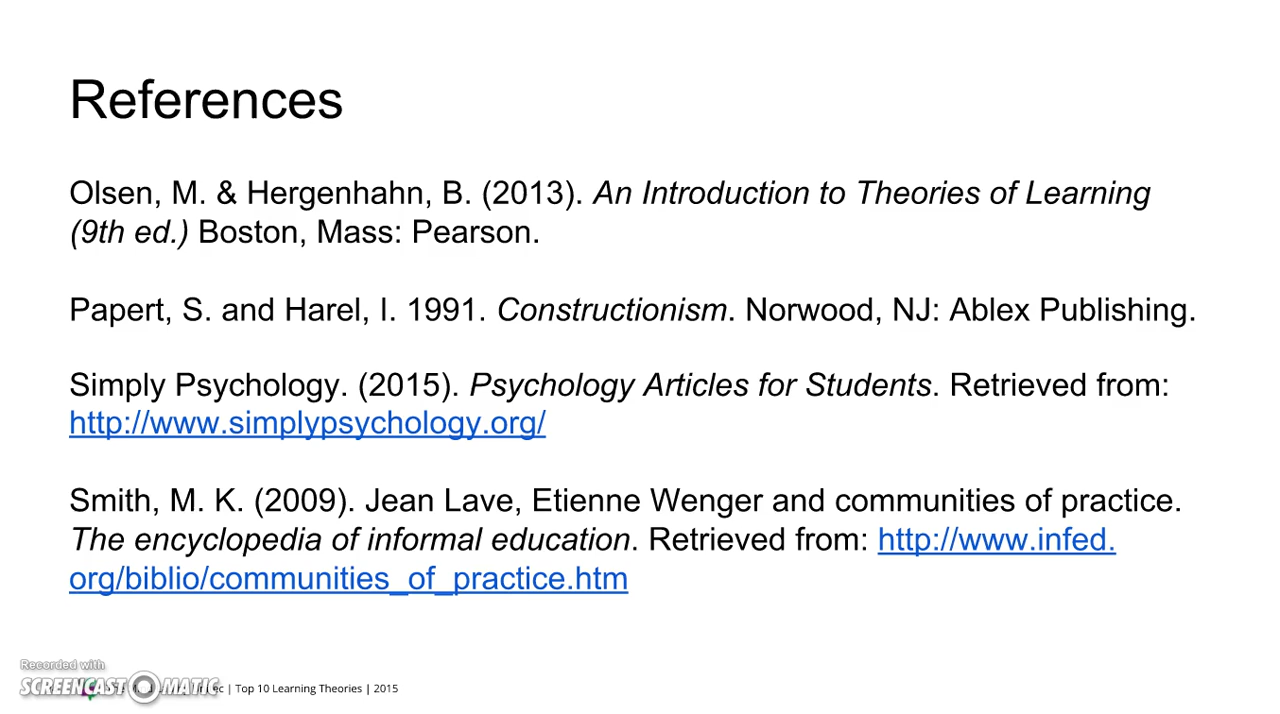 References
Olsen, M. & Hergenhahn, B. (2013). An Introduction to Theories of Learning
(9th ed.) Boston, Mass: Pearson.
Papert, S. and Harel, I. 1991. Constructionism. Norwood, NJ: Ablex Publishing.
Simply Psychology. (2015). Psychology Articles for Students. Retrieved from:
http://www.simplypsychology.org/
Smith, M. K. (2009). Jean Lave, Etienne Wenger and communities of practice.
The encyclopedia of informal education. Retrieved from: http://www.infed.
org/biblio/communities_of_practice.htm
Recorded with
SCREENCAST-O-MATIC
| Top 10 Learning Theories | 2015